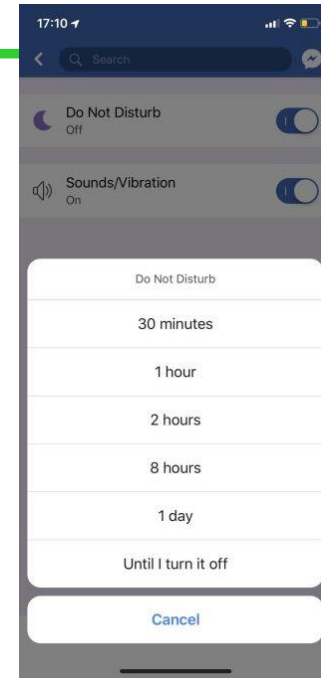 17:10
Search
Do Not Disturb
Off
Sounds/Vibration
On
Do Not Disturb
30 minutes
1 hour
2 hours
8 hours
1 day
Until I turn it off
Cancel